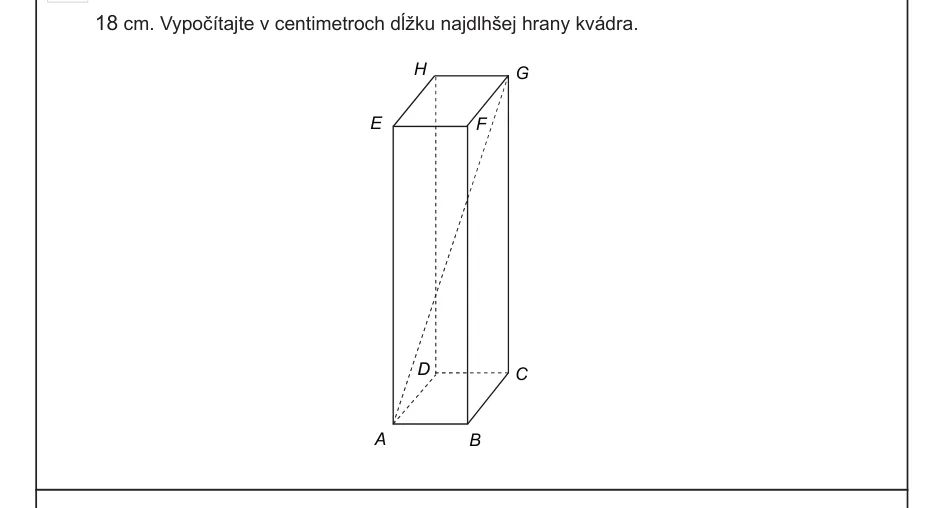 18 cm. Vypočítajte v centimetroch dĺžku najdlhšej hrany kvádra.
H
G
E
F
D
C
A
B